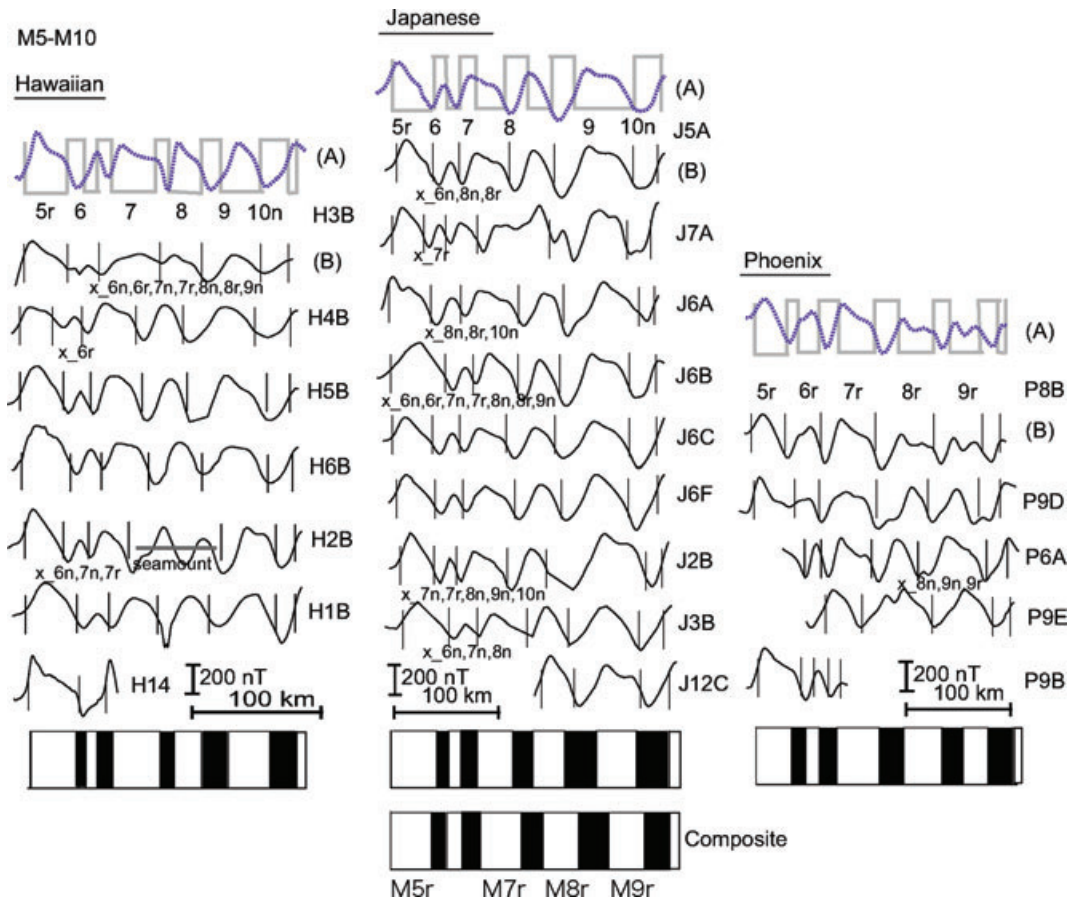 M5-M10
Hawaiian
(A)
5r 6 7 8 9 10n
H3B
(B)
x_6n,6r,7n,7r,8n,8r,9n
H4B
x_6r
H5B
H6B
H2B
seamount
x_6n,7n,7r
H1B
H14
200 nT
100 km
Japanese
(A)
5r 6 7 8 9 10n
J5A
(B)
x_6n,8n,8r
J7A
x_7r
J6A
x_8n,8r,10n
J6B
x_6n,6r,7n,7r,8n,8r,9n
J6C
J6F
J2B
x_7n,7r,8n,9n,10n
J3B
x_6n,7n,8n
200 nT
100 km
J12C
Composite
M5r M7r M8r M9r
Phoenix
(A)
5r 6r 7r 8r 9r
P8B
(B)
P9D
P6A
x_8n,9n,9r
P9E
200 nT
100 km
P9B